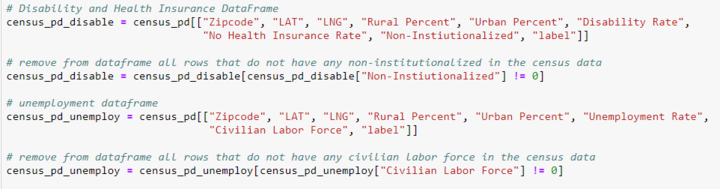 # Disability and Health Insurance DataFrame
census_pd_disable = census_pd[["Zipcode", "LAT", "LNG", "Rural Percent", "Urban Percent", "Disability Rate",
"No Health Insurance Rate", "Non-Instiutionalized", "label"]]
# remove from dataframe all rows that do not have any non-institutionalized in the census data
census_pd_disable = census_pd_disable[census_pd_disable["Non-Instiutionalized"] != 0]
# unemployment dataframe
census_pd_unemploy = census_pd[["Zipcode", "LAT", "LNG", "Rural Percent", "Urban Percent", "Unemployment Rate",
"Civilian Labor Force", "label"]]
# remove from dataframe all rows that do not have any civilian labor force in the census data
census_pd_unemploy = census_pd_unemploy[census_pd_unemploy["Civilian Labor Force"] != 0]